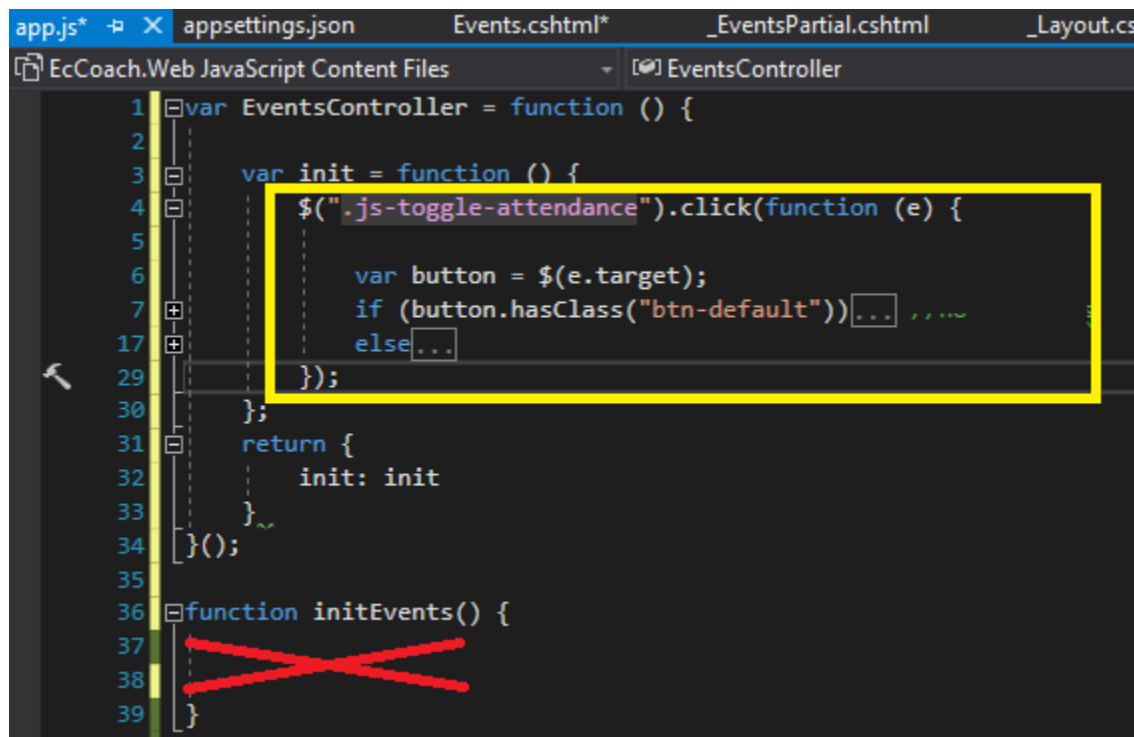 app.js* appsettings.json Events.cshtml* _EventsPartial.cshtml _Layout.cs
EcCoach.Web JavaScript Content Files EventsController
1 var EventsController = function () {
2
3 var init = function () {
4 $(".js-toggle-attendance").click(function (e) {
5
6 var button = $(e.target);
7 if (button.hasClass("btn-default"))...
17 else...
29 });
30 };
31 return {
32 init: init
33 }
34 }();
35
36 function initEvents() {
37
38
39 }